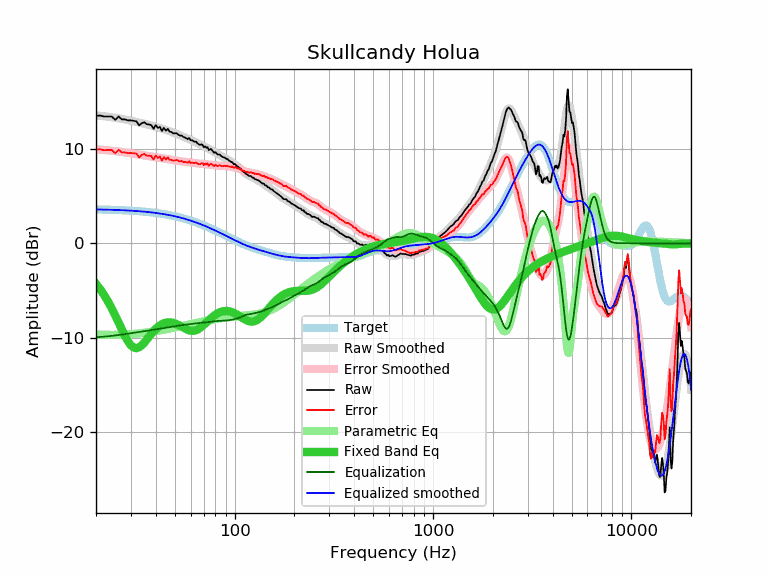 Skullcandy Holua
Amplitude (dBr)
10
0
−10
−20
Target
Raw Smoothed
Error Smoothed
Raw
Error
Parametric Eq
Fixed Band Eq
Equalization
Equalized smoothed
100
1000
10000
Frequency (Hz)